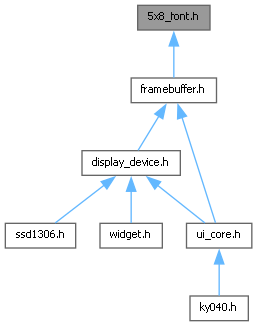 5x8_font.h
framebuffer.h
display_device.h
ssd1306.h
widget.h
ui_core.h
ky040.h